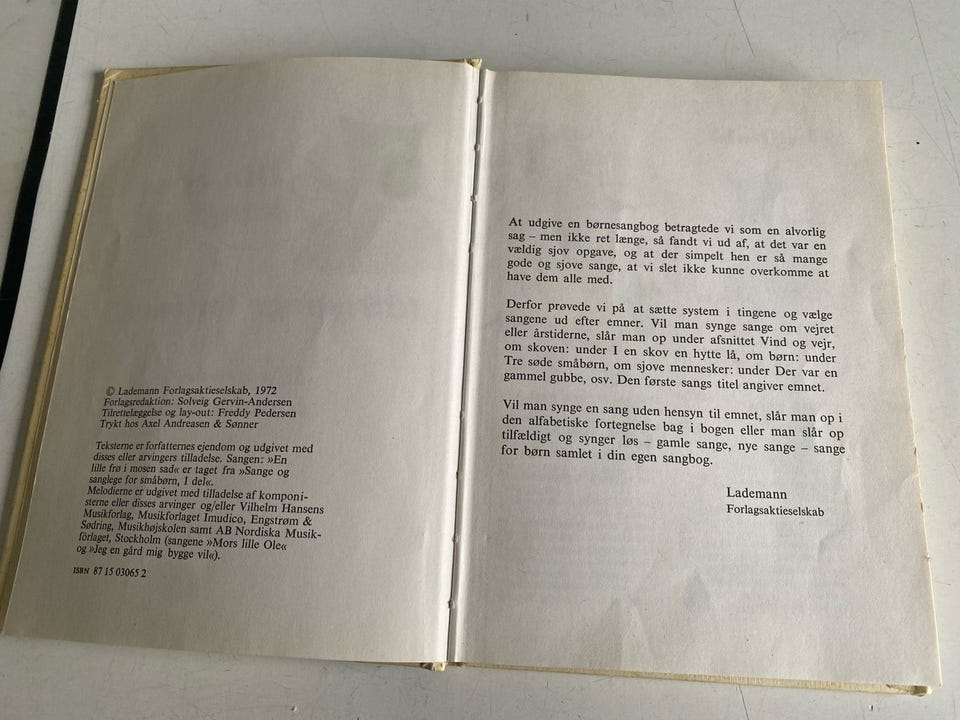 © Lademann Forlagsaktieselskab, 1972
Forlagsredaktion: Solveig Gervin-Andersen
Tilrettelæggelse og lay-out: Freddy Pedersen
Trykt hos Axel Andreasen & Sønner
Teksterne er forfatternes ejendom og udgivet med
disses eller arvingers tilladelse. Sangen: »En
lille frø i mosen sad« er taget fra »Sange og
sanglege for småbørn, I del«.
Melodierne er udgivet med tilladelse af komponi-
sterne eller disses arvinger og/eller Vilhelm Hansens
Musikforlag, Musikforlaget Imudico, Engstrøm &
Sødring, Musikhøjskolen samt AB Nordiska Musik-
förlaget, Stockholm (sangene »Mors lille Ole«
og »Jeg en gård mig bygge vil«).
ISBN 87 15 03065 2
At udgive en børnesangbog betragtede vi som en alvorlig
sag – men ikke ret længe, så fandt vi ud af, at det var en
vældig sjov opgave, og at der simpelt hen er så mange
gode og sjove sange, at vi slet ikke kunne overkomme at
have dem alle med.
Derfor prøvede vi på at sætte system i tingene og vælge
sangene ud efter emner. Vil man synge sange om vejret
eller årstiderne, slår man op under afsnittet Vind og vejr,
om skoven: under I en skov en hytte lå, om børn: under
Tre søde småbørn, om sjove mennesker: under Der var en
gammel gubbe, osv. Den første sangs titel angiver emnet.
Vil man synge en sang uden hensyn til emnet, slår man op i
den alfabetiske fortegnelse bag i bogen eller man slår op
tilfældigt og synger løs – gamle sange, nye sange – sange
for børn samlet i din egen sangbog.
Lademann
Forlagsaktieselskab